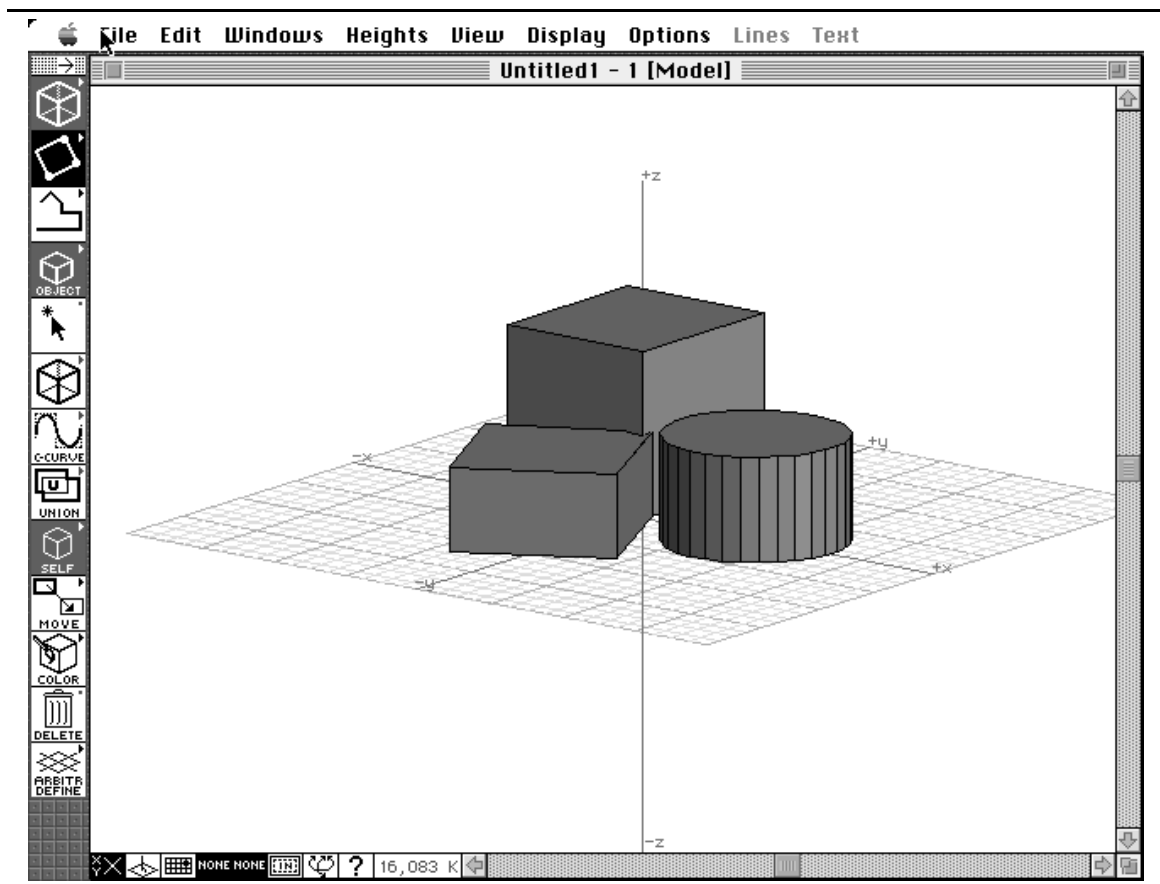 File Edit Windows Heights View Display Options Lines Text
Untitled1 - 1 [Model]
+z
OBJECT
C-CURVE
-x
+y
UNION
SELF
-y
+x
MOVE
COLOR
DELETE
ARBITR
DEFINE
-z
X
Y
NONE NONE [IN] ? 16,083 K